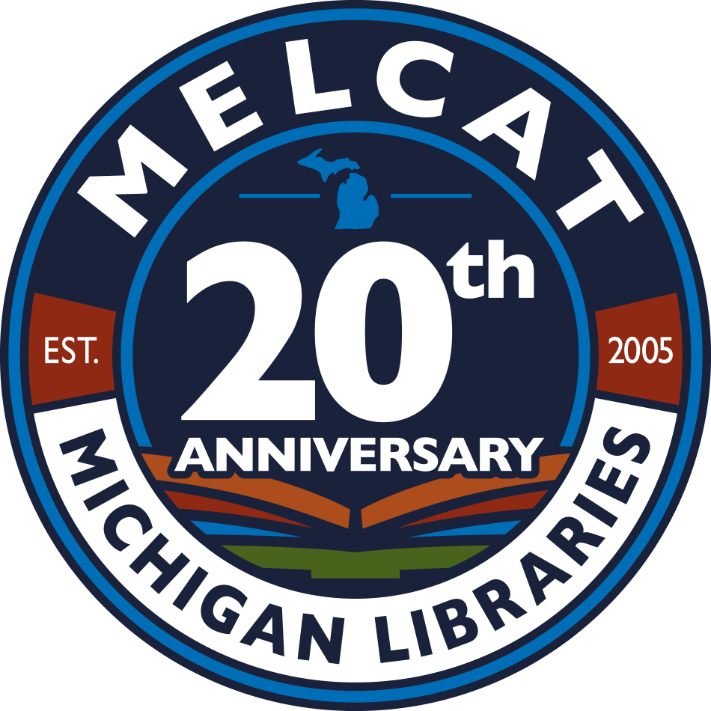 MELCAT
20th
ANNIVERSARY
EST.
2005
MICHIGAN LIBRARIES